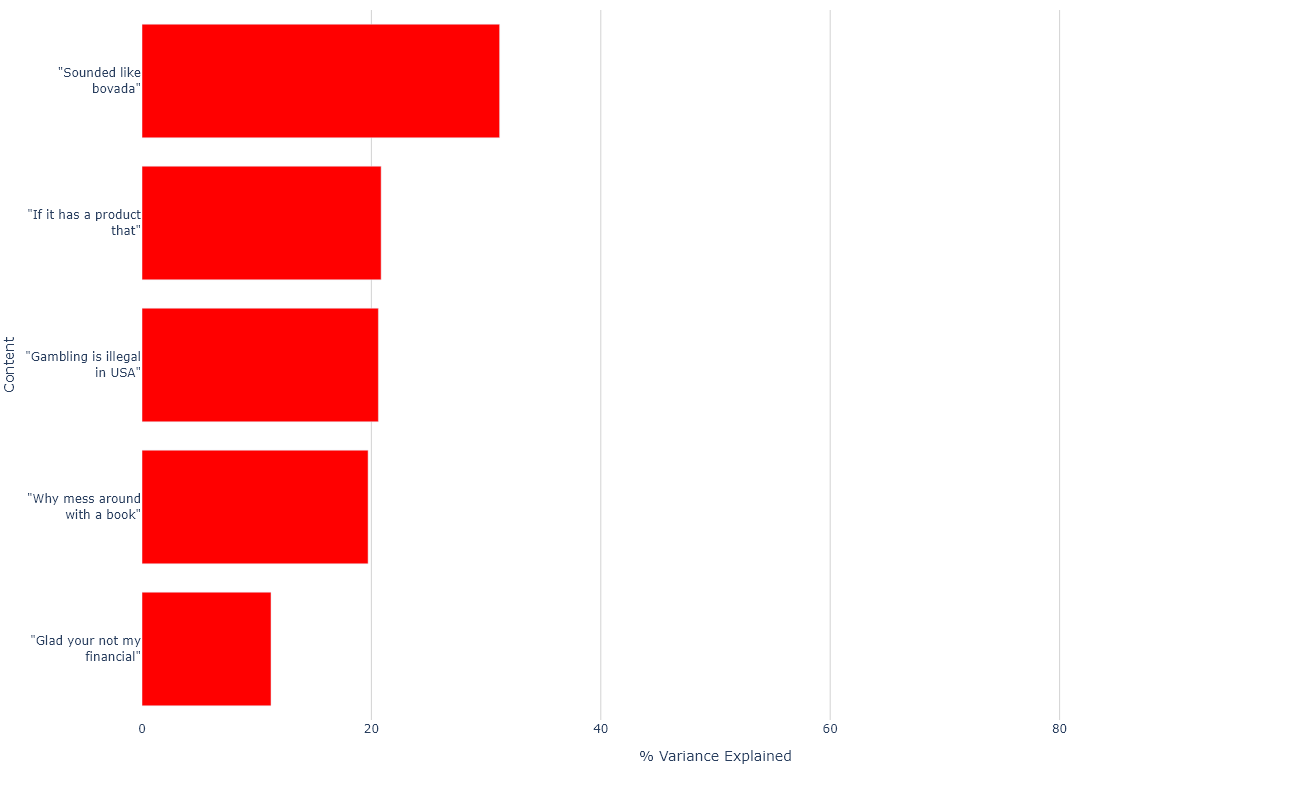 "Sounded like
bovada"
"If it has a product
that"
"Gambling is illegal
in USA"
"Why mess around
with a book"
"Glad your not my
financial"
Content
0 20 40 60 80
% Variance Explained